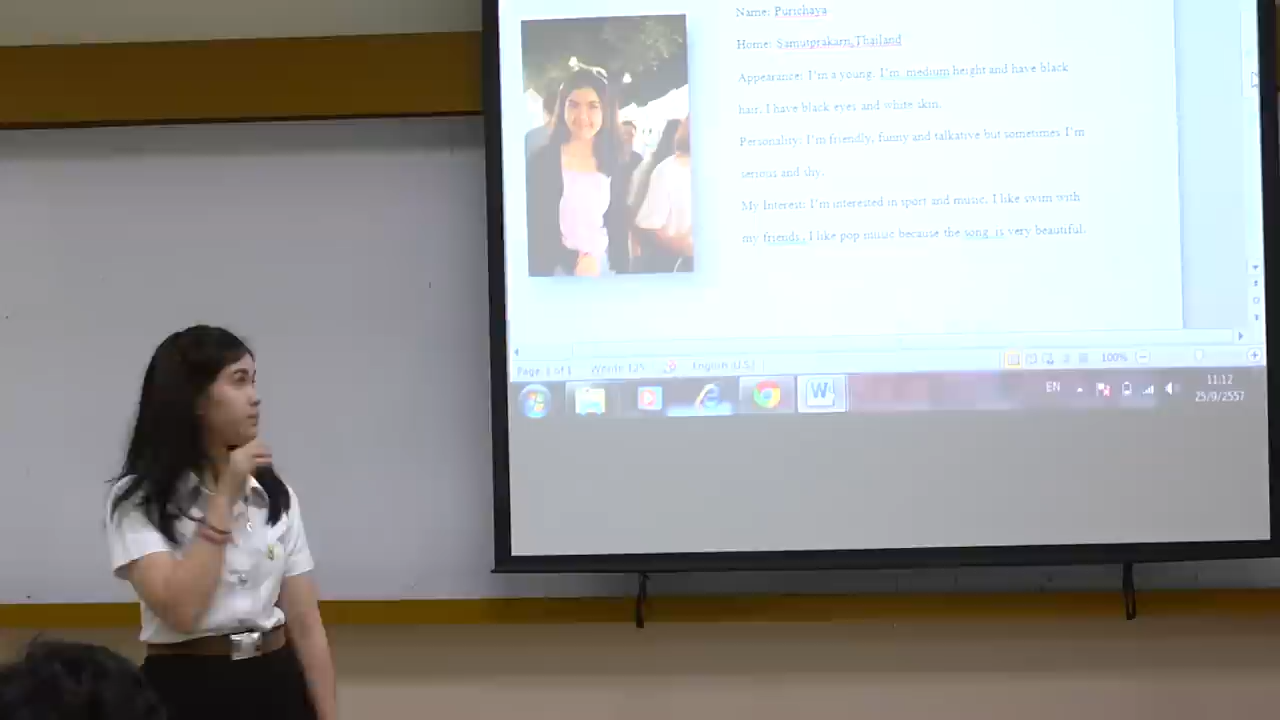 Name: Purichaya
Home: Samutprakarn,Thailand
Appearance: I'm a young. I'm medium height and have black
hair. I have black eyes and white skin.
Personality: I'm friendly, funny and talkative but sometimes I'm
serious and shy.
My Interest: I'm interested in sport and music. I like swim with
my friends. I like pop music because the song is very beautiful.
Page: 1 of 1 Words: 125 English (U.S.) 100%
EN 11:12
25/9/2557